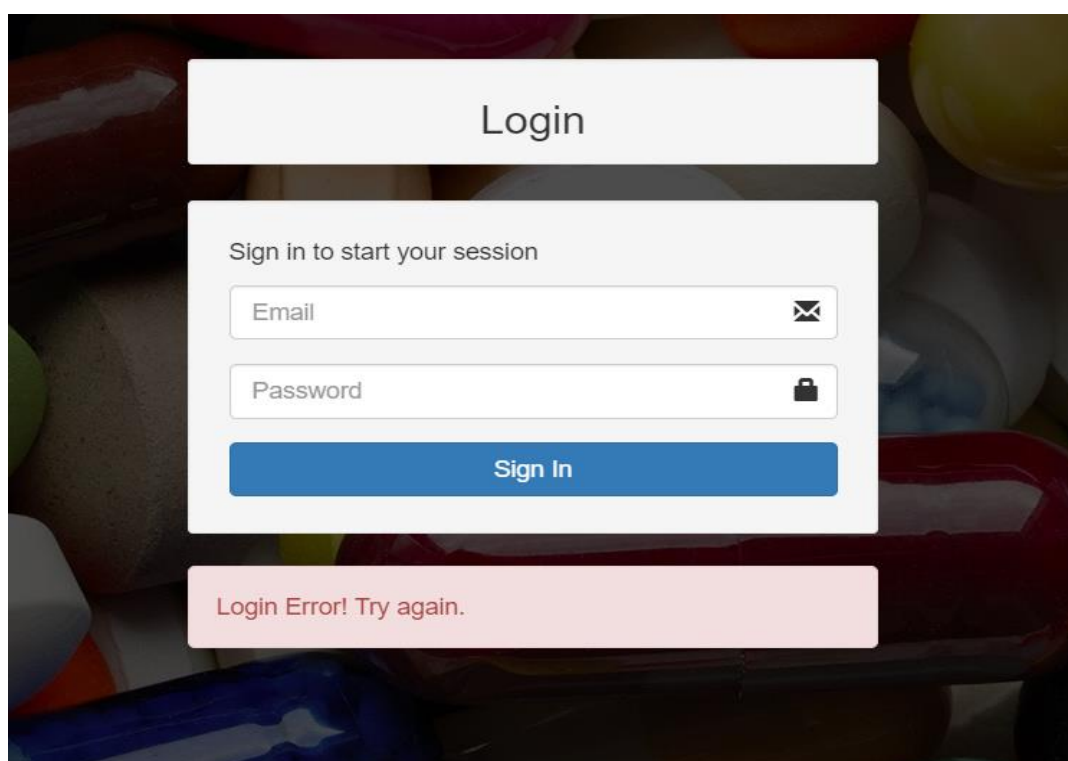 Login
Sign in to start your session
Email
Password
Sign In
Login Error! Try again.